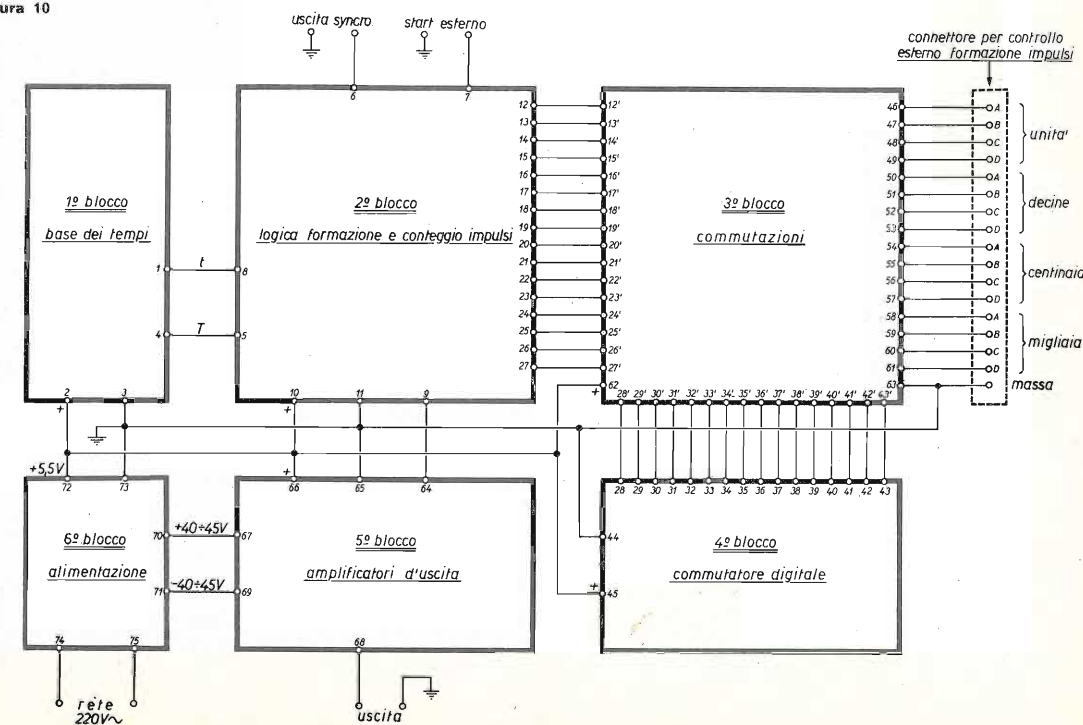 ura 10
uscita syncro
start esterno
connettore per controllo
esterno formazione impulsi
6
7
1º blocco
base dei tempi
1
4
2
3
+
t
T
2º blocco
logica formazione e conteggio impulsi
8
5
10
11
9
+
12
13
14
15
16
17
18
19
20
21
22
23
24
25
26
27
12'
13'
14'
15'
16'
17'
18'
19'
20'
21'
22'
23'
24'
25'
26'
27'
62
+
3º blocco
commutazioni
46
47
48
49
50
51
52
53
54
55
56
57
58
59
60
61
63
A
B
C
D
A
B
C
D
A
B
C
D
A
B
C
D
unita'
decine
centinaia
migliaia
massa
28' 29' 30' 31' 32' 33' 34' 35' 36' 37' 38' 39' 40' 41' 42' 43'
+5,5V
72
73
6º blocco
alimentazione
70
71
74
75
rete
220V~
+40÷45V
-40÷45V
+
66
65
64
67
69
5º blocco
amplificatori d'uscita
68
uscita
28 29 30 31 32 33 34 35 36 37 38 39 40 41 42 43
44
+
45
4º blocco
commutatore digitale